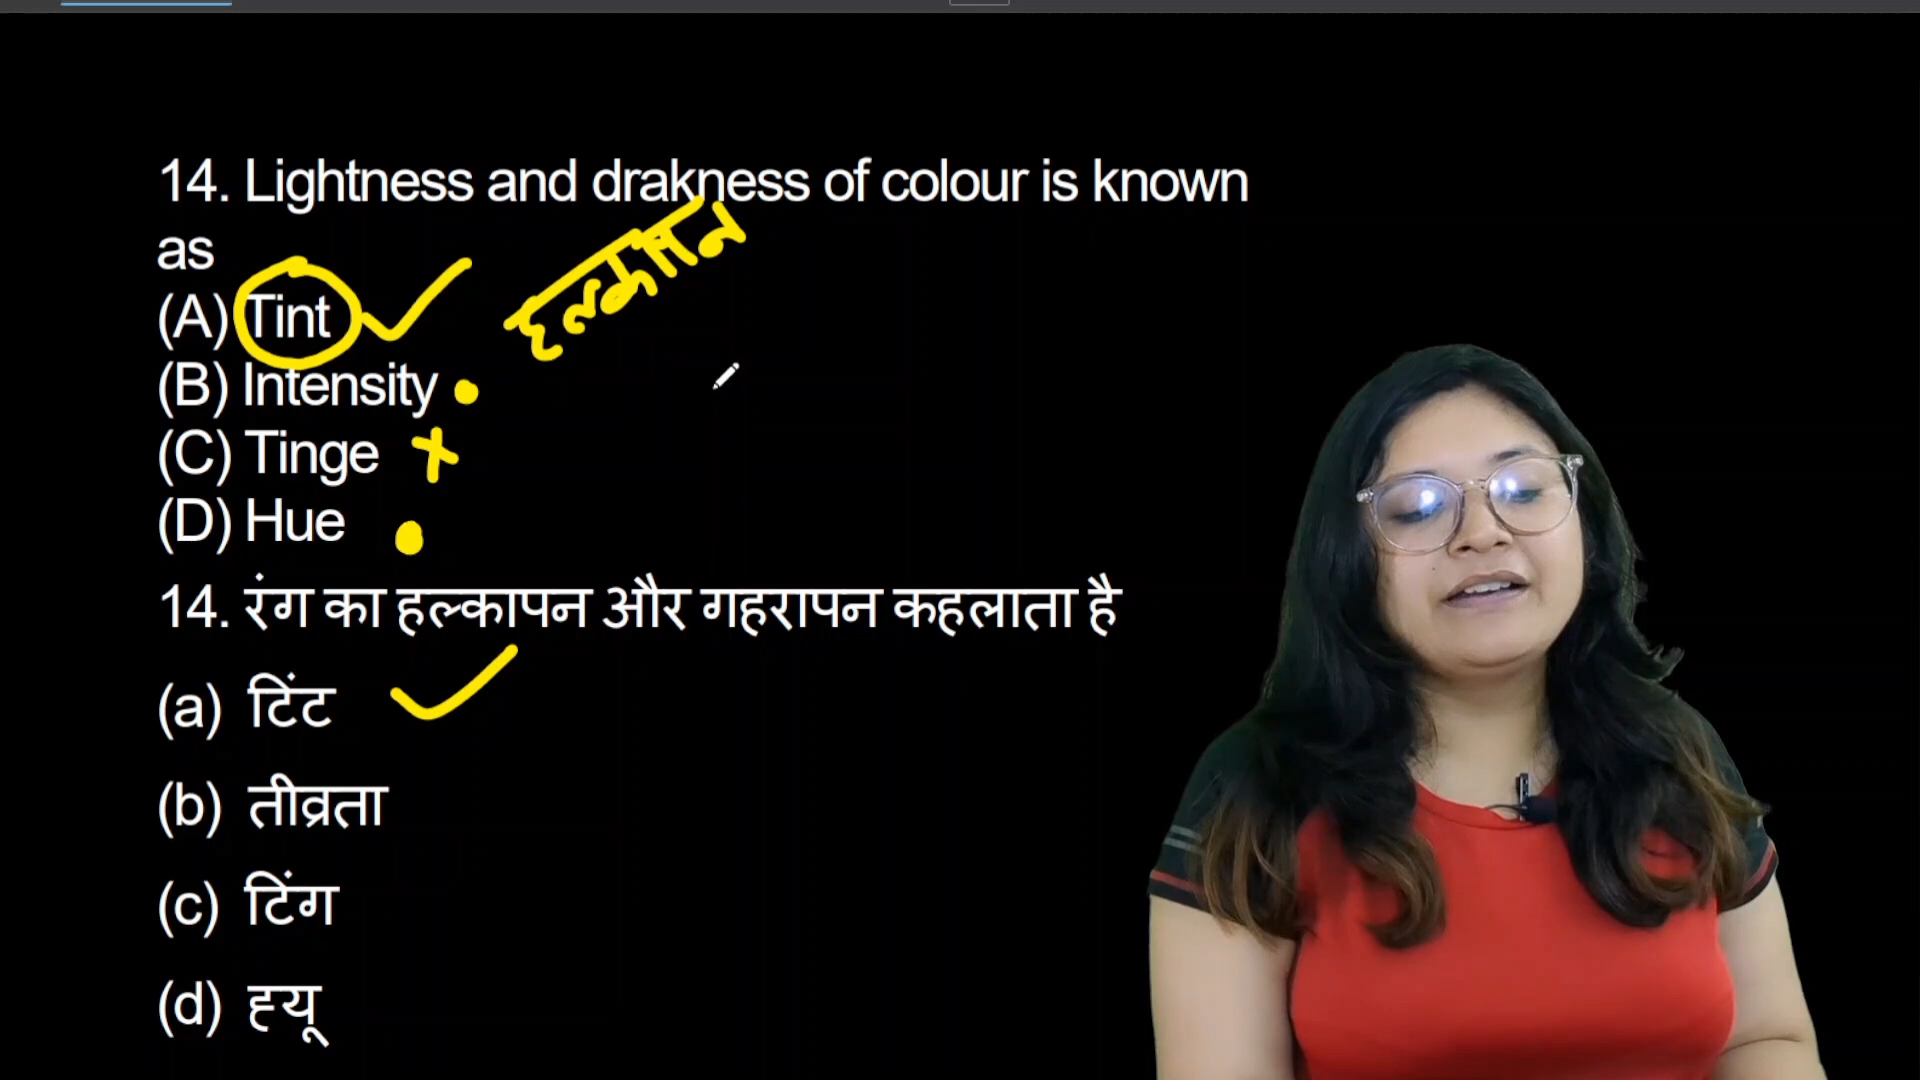 14. Lightness and drakness of colour is known
as
(A) Tint
हल्कापन
(B) Intensity
(C) Tinge
(D) Hue
14. रंग का हल्कापन और गहरापन कहलाता है
(a) टिंट
(b) तीव्रता
(c) टिंग
(d) ह्यू